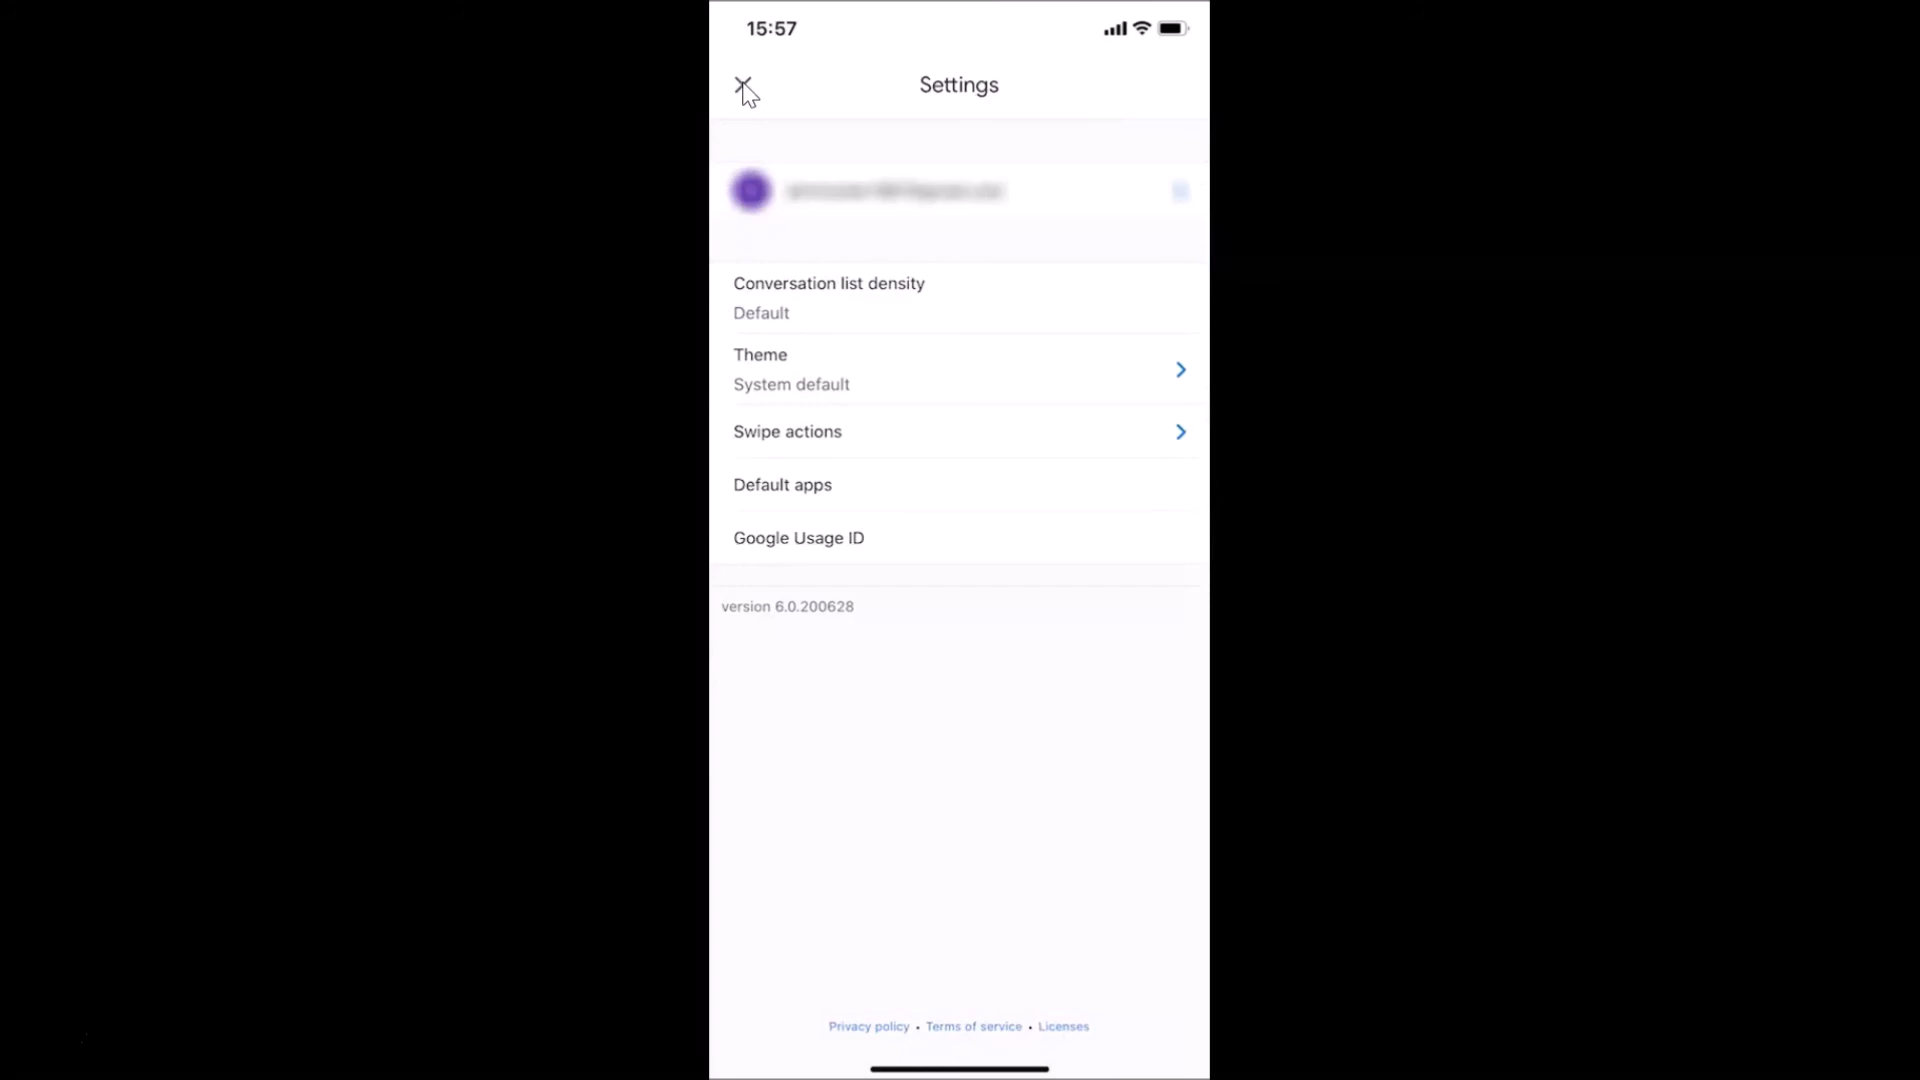 15:57
Settings
Conversation list density
Default
Theme
System default
Swipe actions
Default apps
Google Usage ID
version 6.0.200628
Privacy policy • Terms of service • Licenses